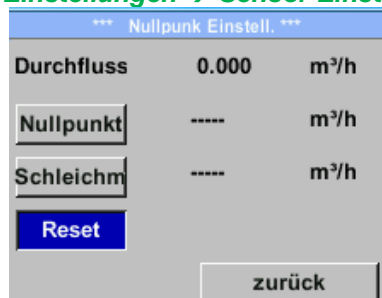 Einstellungen → Sensor Einst
*** Nullpunk Einstell. ***
Durchfluss 0.000 m³/h
Nullpunkt ----- m³/h
Schleichm ----- m³/h
Reset
zurück